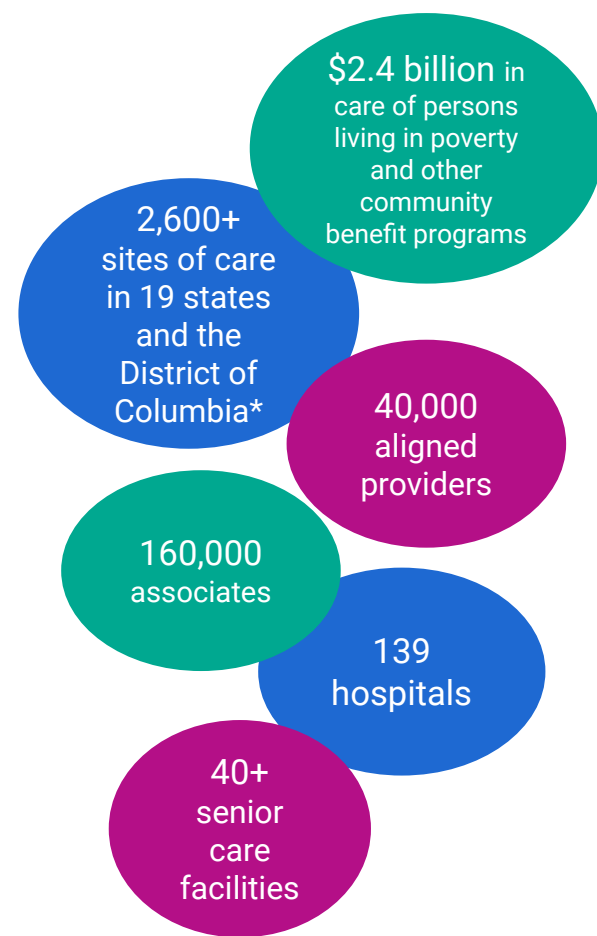 $2.4 billion in
care of persons
living in poverty
and other
community
benefit programs
2,600+
sites of care
in 19 states
and the
District of
Columbia*
40,000
aligned
providers
160,000
associates
139
hospitals
40+
senior
care
facilities